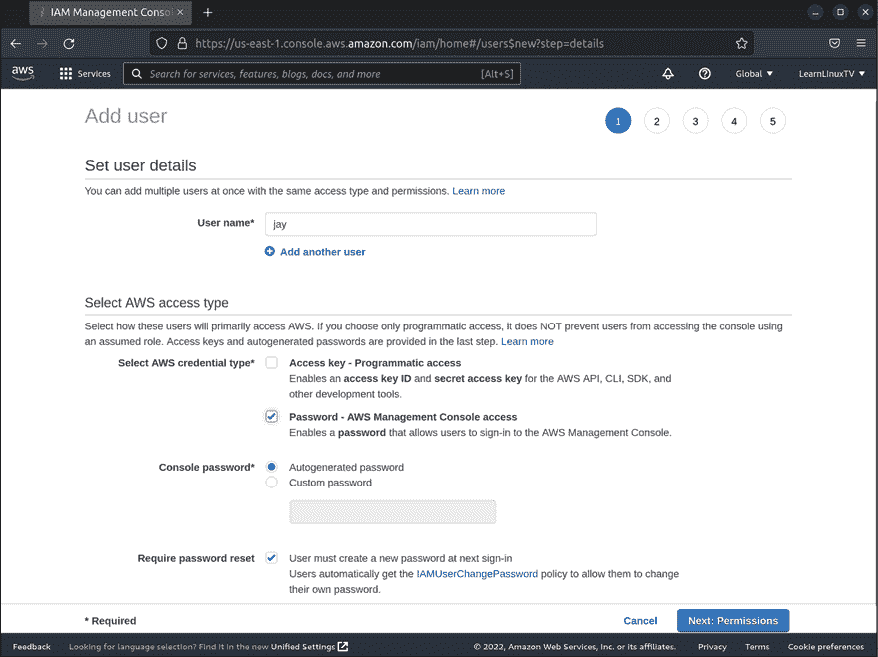 IAM Management Consol
https://us-east-1.console.aws.amazon.com/iam/home#/users$new?step=details
aws Services Search for services, features, blogs, docs, and more [Alt+S] Global LearnLinuxTV
Add user 1 2 3 4 5
Set user details
You can add multiple users at once with the same access type and permissions. Learn more
User name* jay
Add another user
Select AWS access type
Select how these users will primarily access AWS. If you choose only programmatic access, it does NOT prevent users from accessing the console using
an assumed role. Access keys and autogenerated passwords are provided in the last step. Learn more
Select AWS credential type* Access key - Programmatic access
Enables an access key ID and secret access key for the AWS API, CLI, SDK, and
other development tools.
Password - AWS Management Console access
Enables a password that allows users to sign-in to the AWS Management Console.
Console password* Autogenerated password
Custom password
Require password reset User must create a new password at next sign-in
Users automatically get the IAMUserChangePassword policy to allow them to change
their own password.
* Required Cancel Next: Permissions
Feedback Looking for language selection? Find it in the new Unified Settings © 2022, Amazon Web Services, Inc. or its affiliates. Privacy Terms Cookie preferences